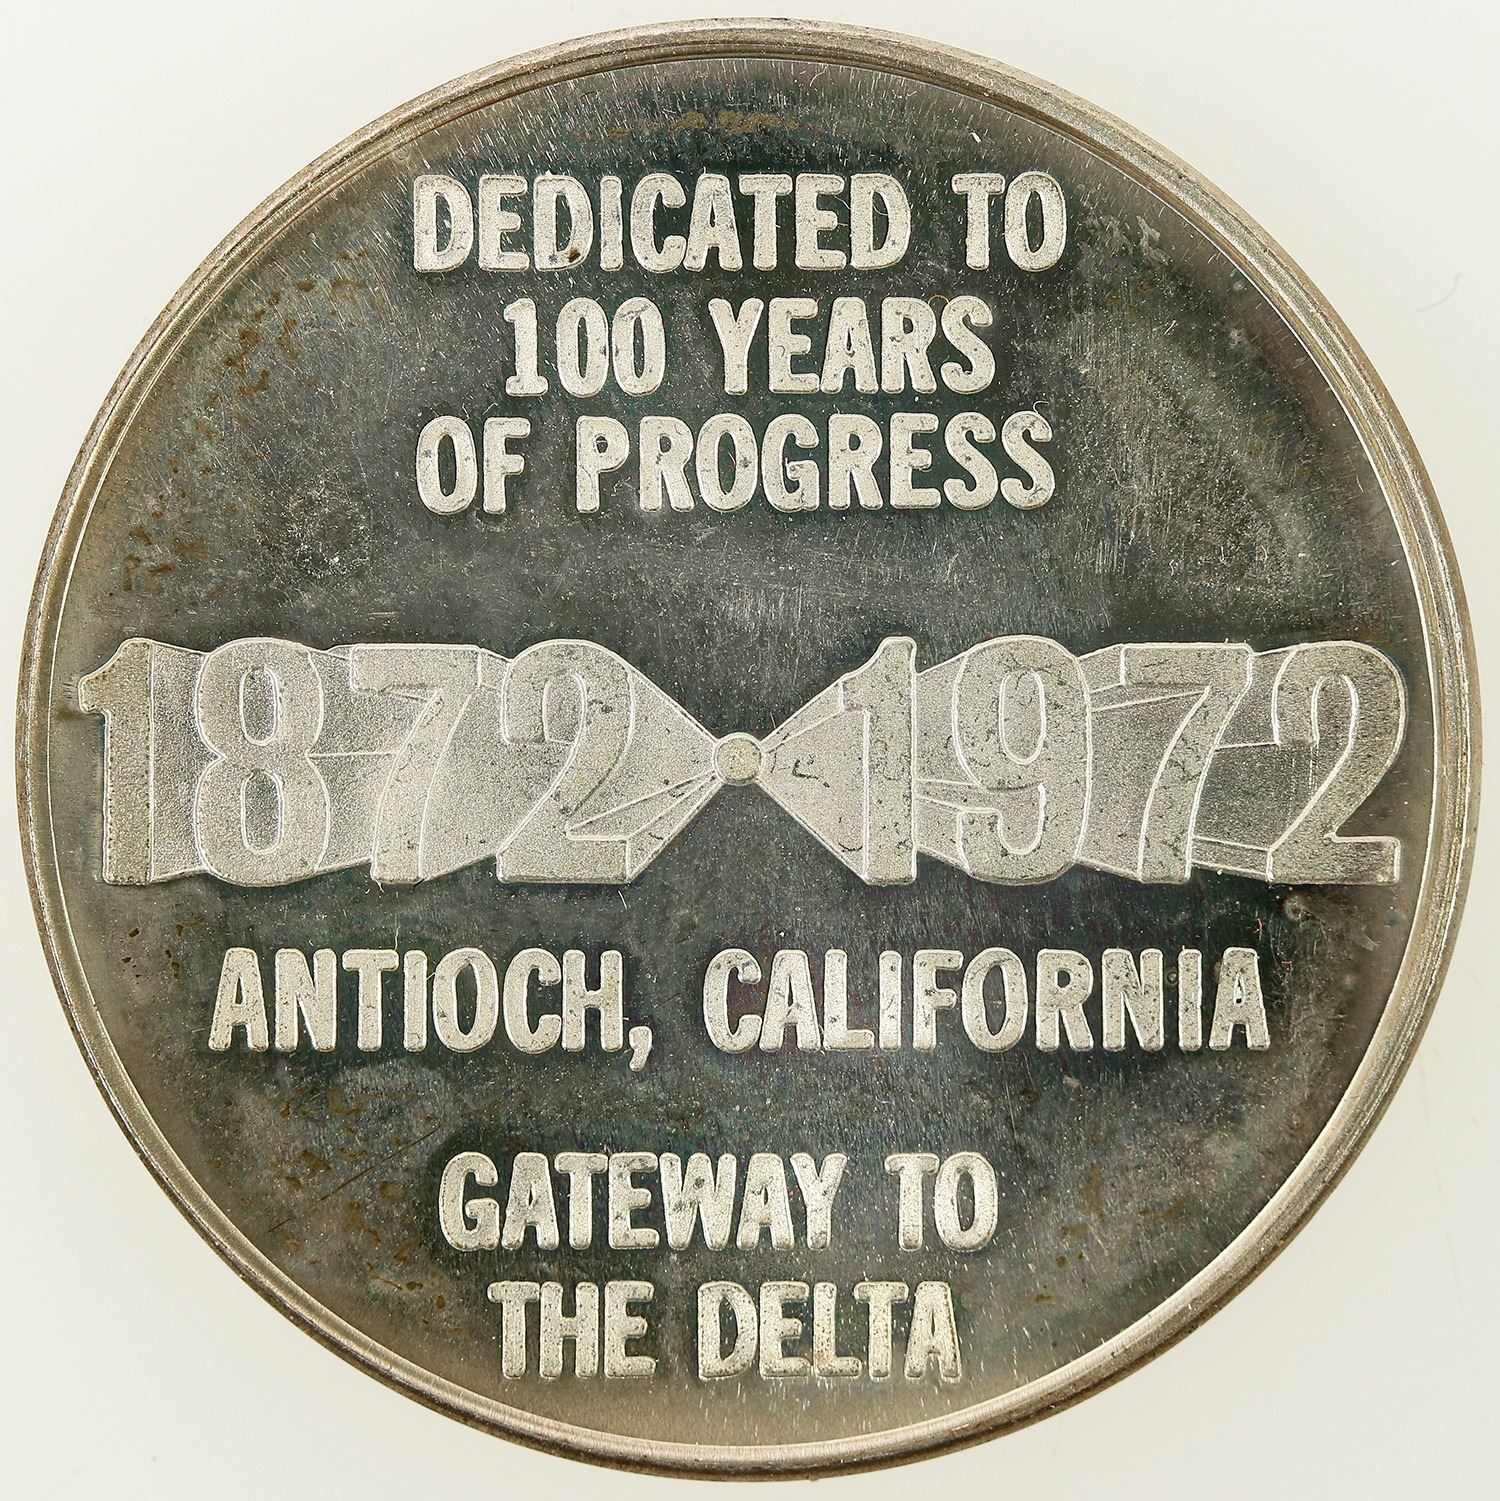 DEDICATED TO
100 YEARS
OF PROGRESS
1872 1972
ANTIOCH, CALIFORNIA
GATEWAY TO
THE DELTA